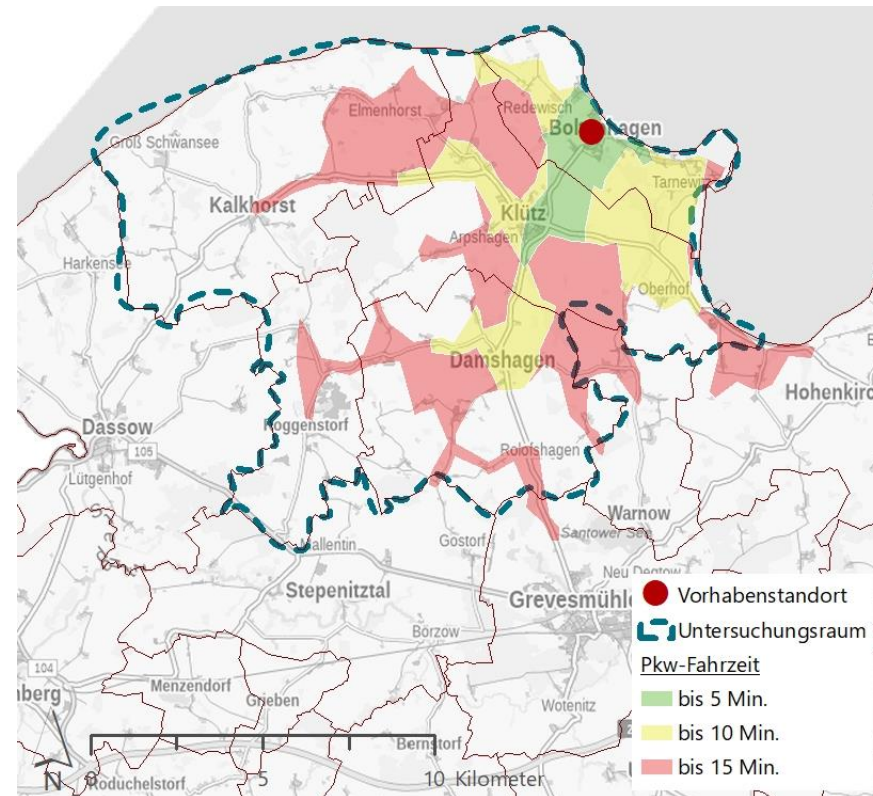 Elmenhorst
Redewisch
Groß Schwansee
Tarnewitz
Kalkhorst
Klütz
Arpshagen
Harkensee
Oberhof
Damshagen
Hohenkirc
Dassow
105
Roggenstorf
Rolofshagen
Lütgenhof
Warnow
Santower See
Mallentin
Gostorf
Neu Degtow
Stepenitztal
Grevesmühle
Börzow
104
Menzendorf
Grieben
Wotenitz
Bernstorf
N
0
5
10 Kilometer
Roduchelstorf
Vorhabenstandort
Untersuchungsraum
Pkw-Fahrzeit
bis 5 Min.
bis 10 Min.
bis 15 Min.